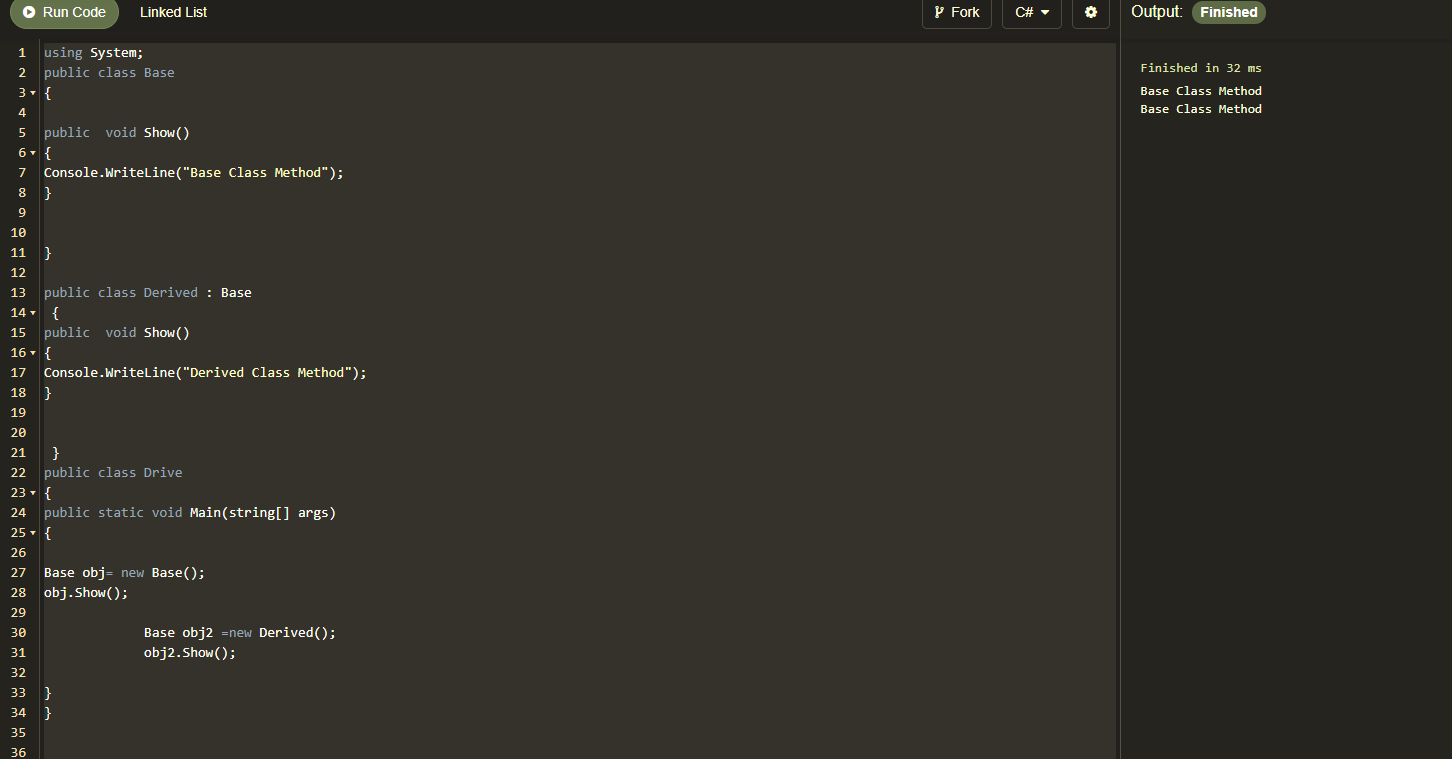 Run Code Linked List Fork C# Output: Finished
1 using System;
2 public class Base
3 {
4
5 public  void Show()
6 {
7 Console.WriteLine("Base Class Method");
8 }
9
10
11 }
12
13 public class Derived : Base
14  {
15 public  void Show()
16 {
17 Console.WriteLine("Derived Class Method");
18 }
19
20
21  }
22 public class Drive
23 {
24 public static void Main(string[] args)
25 {
26
27 Base obj= new Base();
28 obj.Show();
29
30             Base obj2 =new Derived();
31             obj2.Show();
32
33 }
34 }
35
36
Finished in 32 ms
Base Class Method
Base Class Method